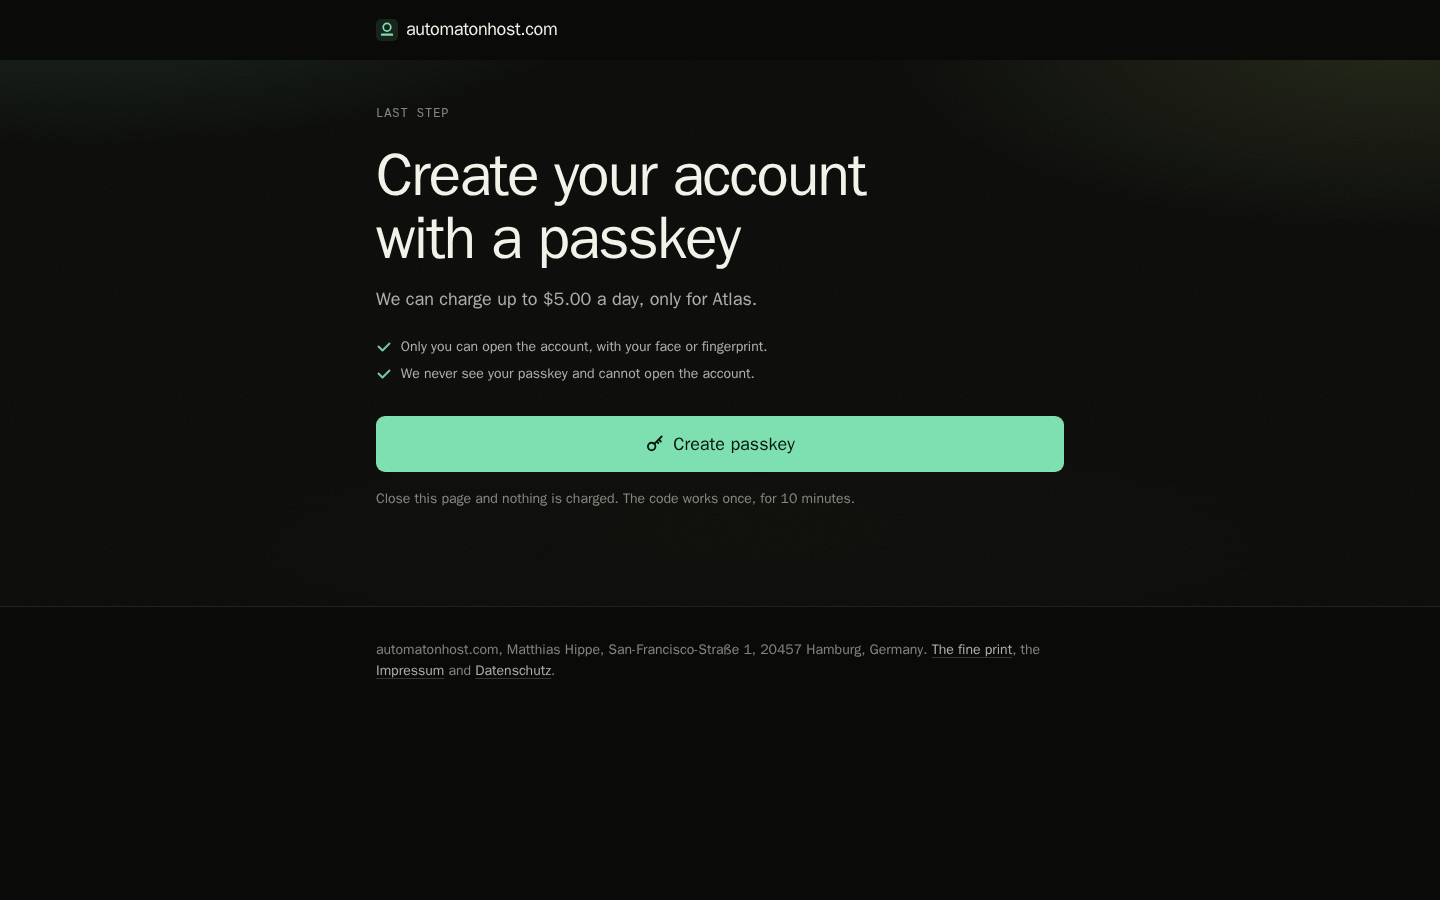 automatonhost.com
LAST STEP
Create your account
with a passkey
We can charge up to $5.00 a day, only for Atlas.
Only you can open the account, with your face or fingerprint.
We never see your passkey and cannot open the account.
Create passkey
Close this page and nothing is charged. The code works once, for 10 minutes.
automatonhost.com, Matthias Hippe, San-Francisco-Straße 1, 20457 Hamburg, Germany. The fine print, the
Impressum and Datenschutz.